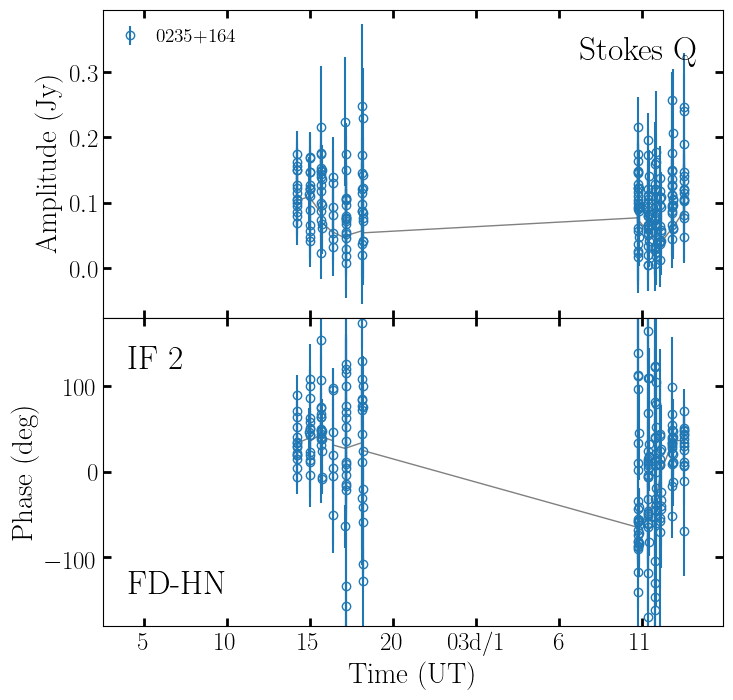 0235+164
Stokes Q
Amplitude (Jy)
0.3
0.2
0.1
0.0
IF 2
Phase (deg)
100
0
−100
FD-HN
5 10 15 20 03d/1 6 11
Time (UT)